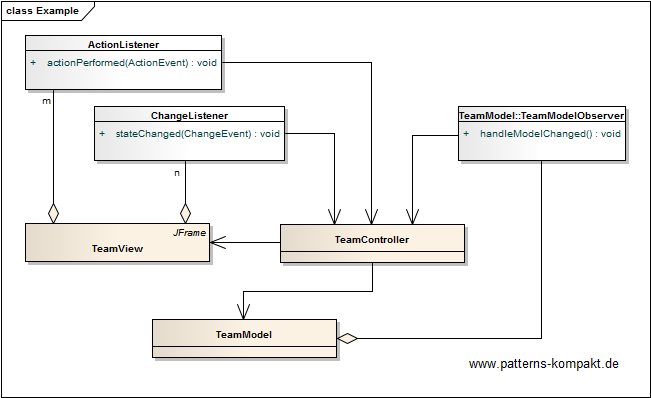 class Example
ActionListener
+ actionPerformed(ActionEvent) : void
m
ChangeListener
+ stateChanged(ChangeEvent) : void
TeamModel::TeamModelObserver
+ handleModelChanged() : void
n
JFrame
TeamView
TeamController
TeamModel
www.patterns-kompakt.de